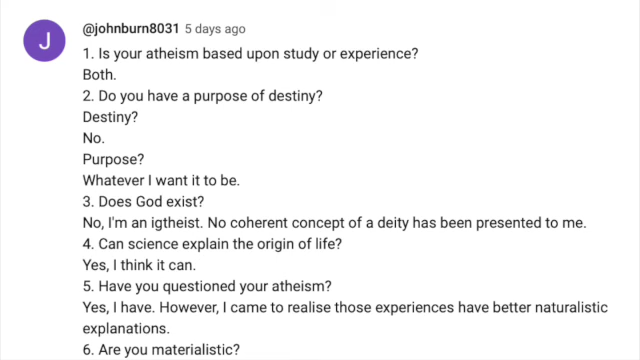 J
@johnburn8031 5 days ago
1. Is your atheism based upon study or experience?
Both.
2. Do you have a purpose of destiny?
Destiny?
No.
Purpose?
Whatever I want it to be.
3. Does God exist?
No, I'm an igtheist. No coherent concept of a deity has been presented to me.
4. Can science explain the origin of life?
Yes, I think it can.
5. Have you questioned your atheism?
Yes, I have. However, I came to realise those experiences have better naturalistic
explanations.
6. Are you materialistic?